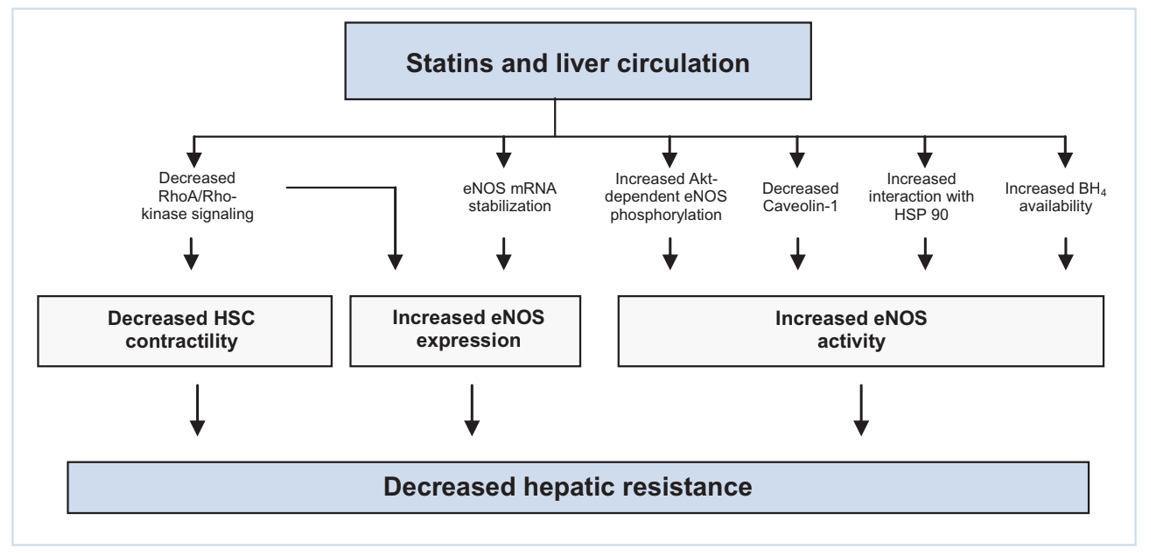 Statins and liver circulation
Decreased
RhoA/Rho-
kinase signaling
eNOS mRNA
stabilization
Increased Akt-
dependent eNOS
phosphorylation
Decreased
Caveolin-1
Increased
interaction with
HSP 90
Increased BH₄
availability
Decreased HSC
contractility
Increased eNOS
expression
Increased eNOS
activity
Decreased hepatic resistance